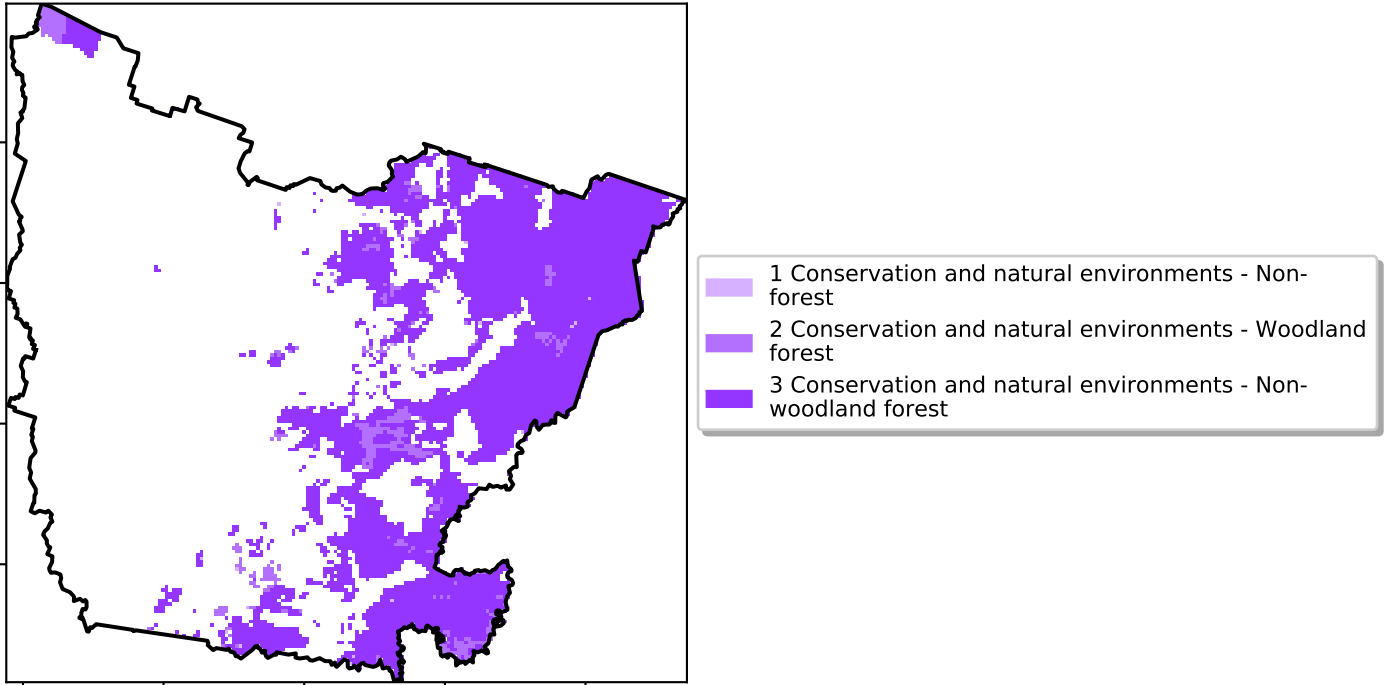 1 Conservation and natural environments - Non-
forest
2 Conservation and natural environments - Woodland
forest
3 Conservation and natural environments - Non-
woodland forest